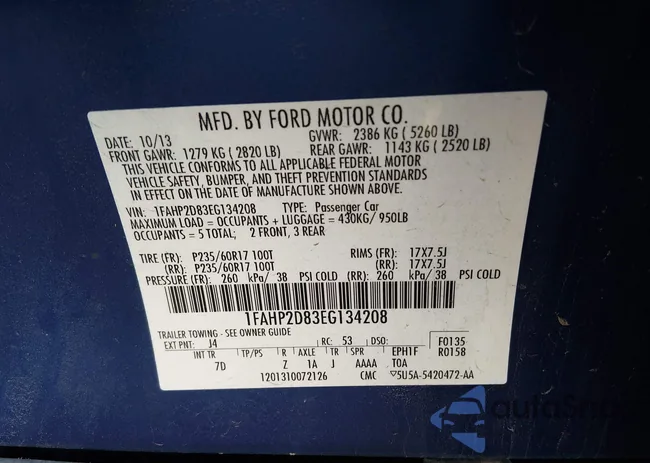 MFD. BY FORD MOTOR CO.
DATE: 10/13 GVWR: 2386 KG ( 5260 LB)
FRONT GAWR: 1279 KG ( 2820 LB) REAR GAWR: 1143 KG ( 2520 LB)
THIS VEHICLE CONFORMS TO ALL APPLICABLE FEDERAL MOTOR
VEHICLE SAFETY, BUMPER, AND THEFT PREVENTION STANDARDS
IN EFFECT ON THE DATE OF MANUFACTURE SHOWN ABOVE.
VIN: 1FAHP2D83EG134208 TYPE: Passenger Car
MAXIMUM LOAD = OCCUPANTS + LUGGAGE = 430KG/ 950LB
OCCUPANTS = 5 TOTAL; 2 FRONT, 3 REAR
TIRE (FR): P235/60R17 100T RIMS (FR): 17X7.5J
(RR): P235/60R17 100T (RR): 17X7.5J
PRESSURE (FR): 260 kPa/ 38 PSI COLD (RR): 260 kPa/ 38 PSI COLD
1FAHP2D83EG134208
TRAILER TOWING - SEE OWNER GUIDE
EXT PNT: J4 RC: 53 DSO: F0135
INT TR TP/PS R AXLE TR SPR EPH1F R0158
7D Z 1A J AAAA TOA
1201310072126 CMC 5U5A-5420472-AA